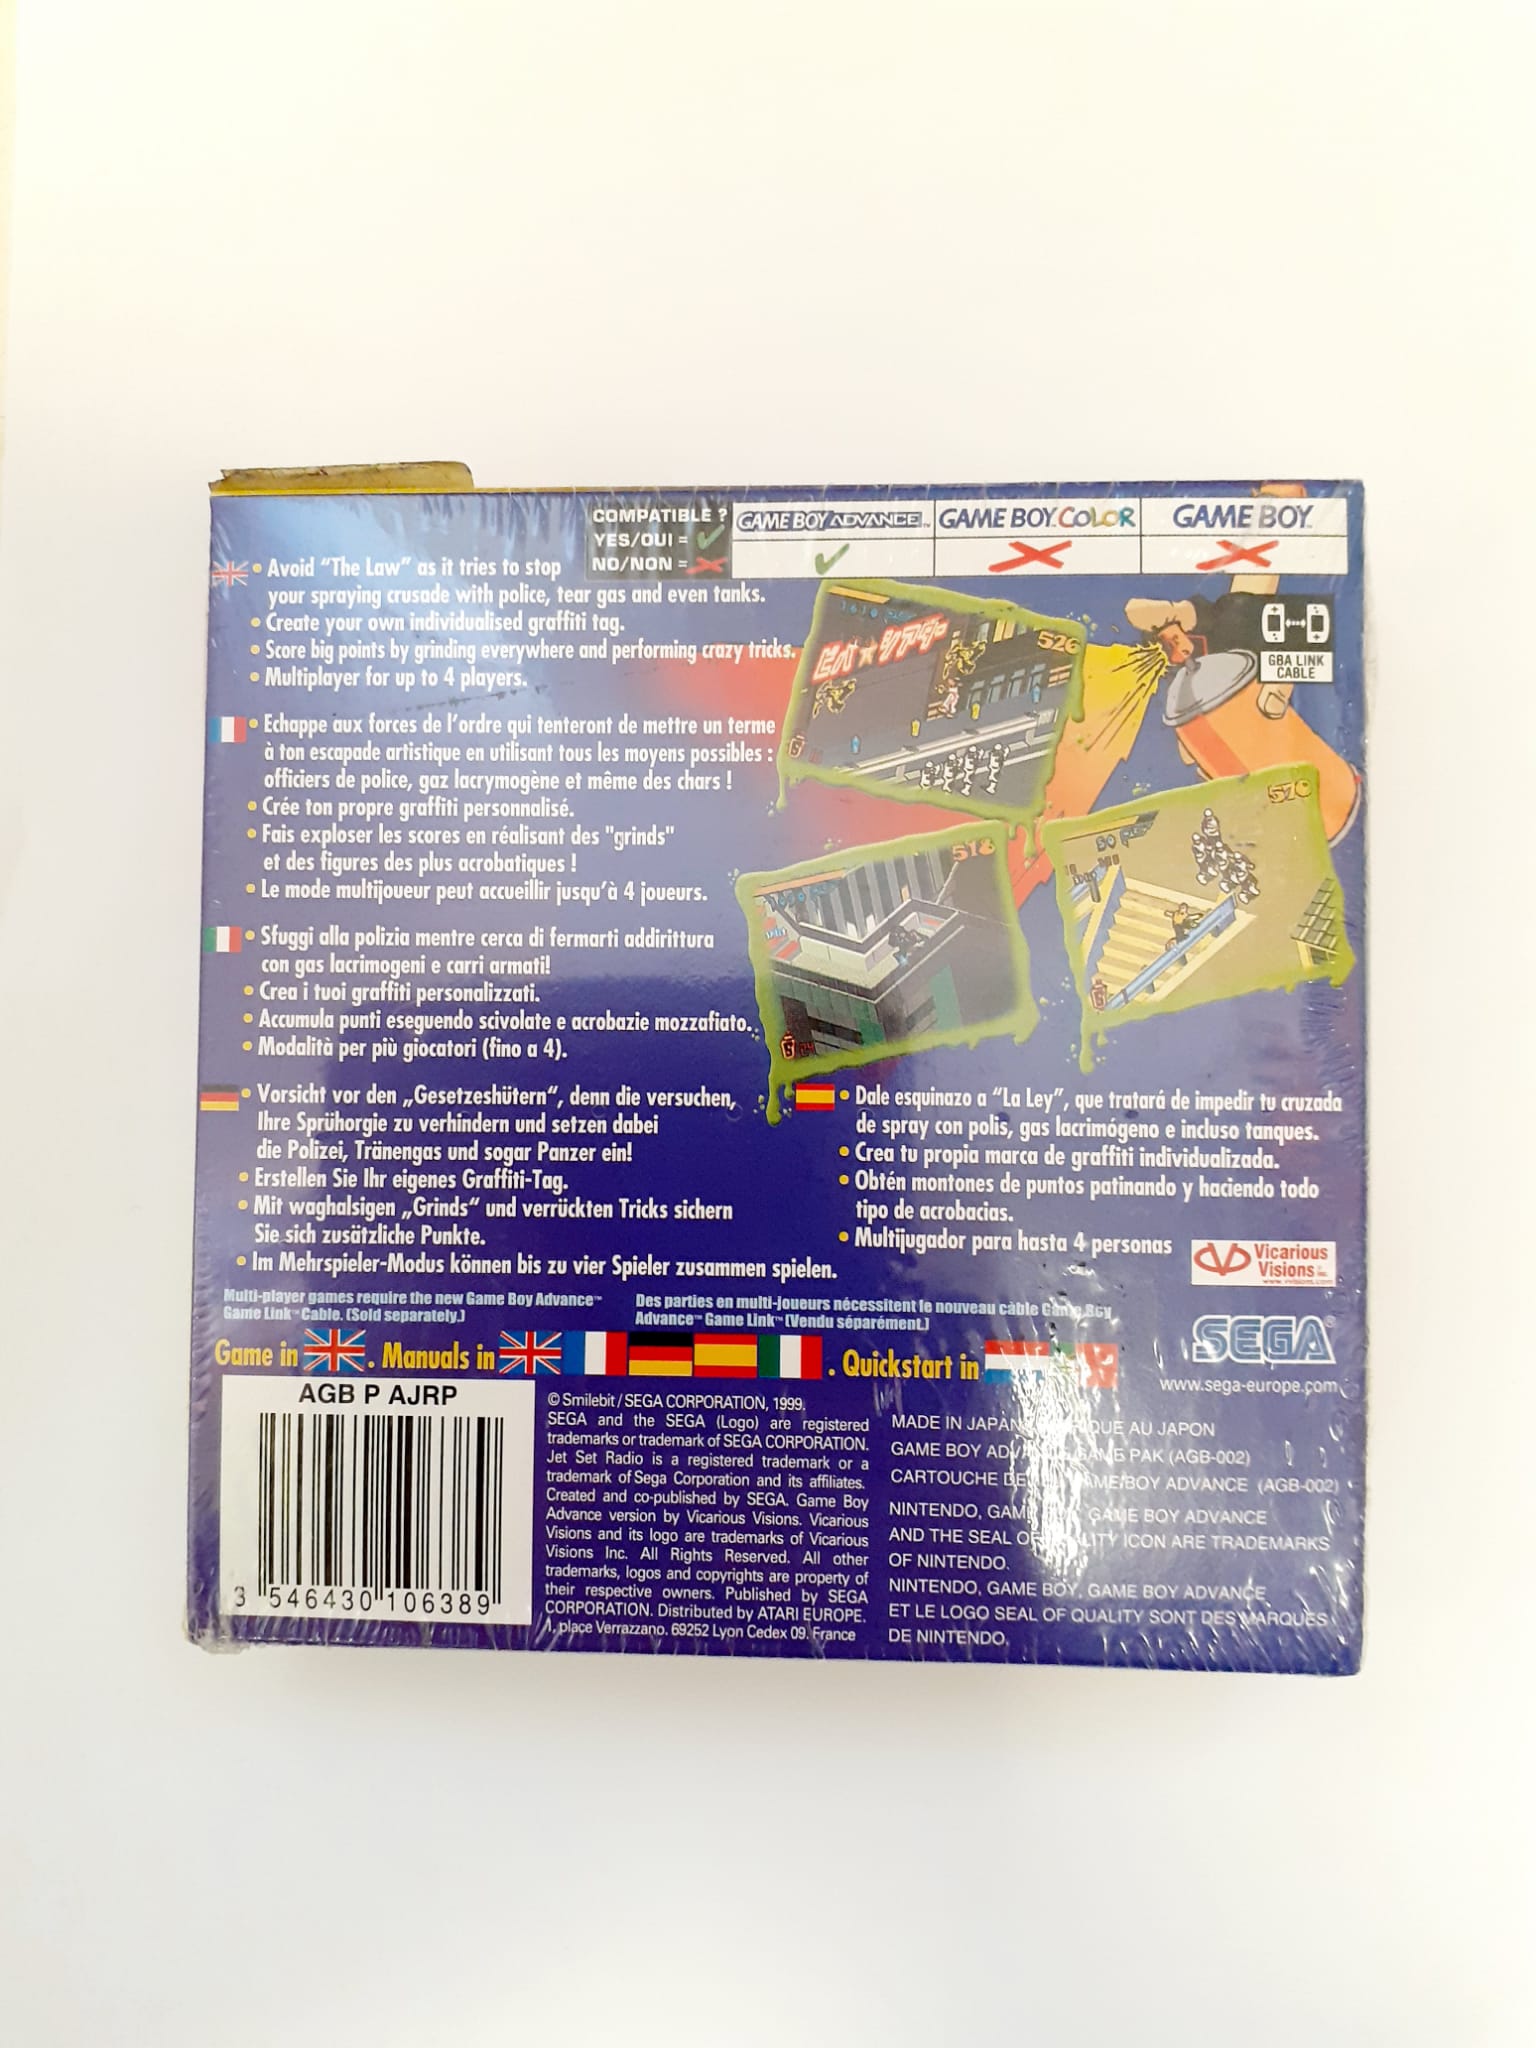 COMPATIBLE ?
YES/OUI =
NO/NON =
GAME BOY ADVANCE™
GAME BOY COLOR
GAME BOY
GBA LINK
CABLE
• Avoid “The Law” as it tries to stop
your spraying crusade with police, tear gas and even tanks.
• Create your own individualised graffiti tag.
• Score big points by grinding everywhere and performing crazy tricks.
• Multiplayer for up to 4 players.
526
• Echappe aux forces de l’ordre qui tenteront de mettre un terme
à ton escapade artistique en utilisant tous les moyens possibles :
officiers de police, gaz lacrymogène et même des chars !
• Crée ton propre graffiti personnalisé.
• Fais exploser les scores en réalisant des "grinds"
et des figures des plus acrobatiques !
• Le mode multijoueur peut accueillir jusqu’à 4 joueurs.
570
50
518
• Sfuggi alla polizia mentre cerca di fermarti addirittura
con gas lacrimogeni e carri armati!
• Crea i tuoi graffiti personalizzati.
• Accumula punti eseguendo scivolate e acrobazie mozzafiato.
• Modalità per più giocatori (fino a 4).
• Vorsicht vor den „Gesetzeshütern“, denn die versuchen,
Ihre Sprühorgie zu verhindern und setzen dabei
die Polizei, Tränengas und sogar Panzer ein!
• Erstellen Sie Ihr eigenes Graffiti-Tag.
• Mit waghalsigen „Grinds“ und verrückten Tricks sichern
Sie sich zusätzliche Punkte.
• Im Mehrspieler-Modus können bis zu vier Spieler zusammen spielen.
• Dale esquinazo a “La Ley”, que tratará de impedir tu cruzada
de spray con polis, gas lacrimógeno e incluso tanques.
• Crea tu propia marca de graffiti individualizada.
• Obtén montones de puntos patinando y haciendo todo
tipo de acrobacias.
• Multijugador para hasta 4 personas
Vicarious
Visions
www.vvisions.com
Multi-player games require the new Game Boy Advance™
Game Link™ Cable. (Sold separately.)
Des parties en multi-joueurs nécessitent le nouveau câble Game Boy
Advance™ Game Link™ (Vendu séparément.)
SEGA®
www.sega-europe.com
Game in . Manuals in . Quickstart in
AGB P AJRP
3 546430 106389
© Smilebit / SEGA CORPORATION, 1999.
SEGA and the SEGA (Logo) are registered
trademarks or trademark of SEGA CORPORATION.
Jet Set Radio is a registered trademark or a
trademark of Sega Corporation and its affiliates.
Created and co-published by SEGA. Game Boy
Advance version by Vicarious Visions. Vicarious
Visions and its logo are trademarks of Vicarious
Visions Inc. All Rights Reserved. All other
trademarks, logos and copyrights are property of
their respective owners. Published by SEGA
CORPORATION. Distributed by ATARI EUROPE.
1, place Verrazzano. 69252 Lyon Cedex 09. France
MADE IN JAPAN AU JAPON
GAME BOY ADVANCE GAME PAK (AGB-002)
CARTOUCHE DE GAME BOY ADVANCE (AGB-002)
NINTENDO, GAME BOY, GAME BOY ADVANCE
AND THE SEAL OF QUALITY ICON ARE TRADEMARKS
OF NINTENDO.
NINTENDO, GAME BOY, GAME BOY ADVANCE
ET LE LOGO SEAL OF QUALITY SONT DES MARQUES
DE NINTENDO.